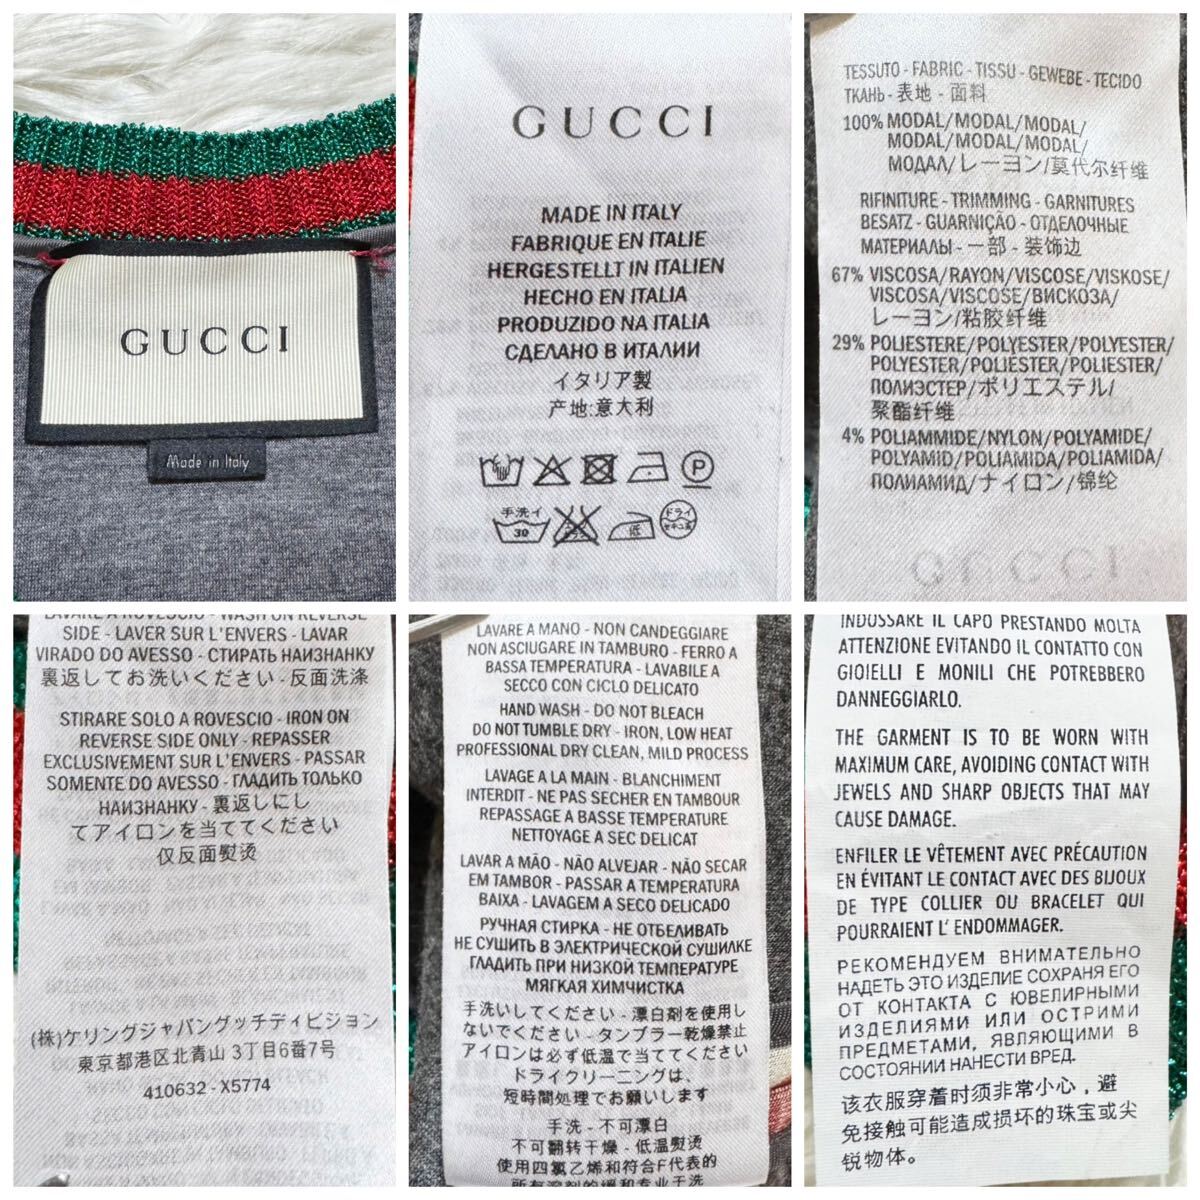 GUCCI
Made in Italy
GUCCI
MADE IN ITALY
FABRIQUE EN ITALIE
HERGESTELLT IN ITALIEN
HECHO EN ITALIA
PRODUZIDO NA ITALIA
СДЕЛАНО В ИТАЛИИ
イタリア製
产地:意大利
P
手洗イ
30
低
ドライ
セキユ系
TESSUTO - FABRIC - TISSU - GEWEBE - TECIDO
ТКАНЬ - 表地 - 面料
100% MODAL/MODAL/MODAL/
MODAL/MODAL/MODAL/
МОДАЛ/レーヨン/莫代尔纤维
RIFINITURE - TRIMMING - GARNITURES
BESATZ - GUARNIÇÃO - ОТДЕЛОЧНЫЕ
МАТЕРИАЛЫ - 一部 - 装饰边
67% VISCOSA/RAYON/VISCOSE/VISKOSE/
VISCOSA/VISCOSE/ВИСКОЗА/
レーヨン/粘胶纤维
29% POLIESTERE/POLYESTER/POLYESTER/
POLYESTER/POLIÉSTER/POLIESTER/
ПОЛИЭСТЕР/ポリエステル/
聚酯纤维
4% POLIAMMIDE/NYLON/POLYAMIDE/
POLYAMID/POLIAMIDA/POLIAMIDA/
ПОЛИАМИД/ナイロン/锦纶
LAVARE A ROVESCIO - WASH ON REVERSE
SIDE - LAVER SUR L'ENVERS - LAVAR
VIRADO DO AVESSO - СТИРАТЬ НАИЗНАНКУ
裏返してお洗いください - 反面洗涤
STIRARE SOLO A ROVESCIO - IRON ON
REVERSE SIDE ONLY - REPASSER
EXCLUSIVEMENT SUR L'ENVERS - PASSAR
SOMENTE DO AVESSO - ГЛАДИТЬ ТОЛЬКО
НАИЗНАНКУ - 裏返しにし
てアイロンを当ててください
仅反面熨烫
(株)ケリングジャパングッチディビジョン
東京都港区北青山 3丁目6番7号
410632 - X5774
LAVARE A MANO - NON CANDEGGIARE
NON ASCIUGARE IN TAMBURO - FERRO A
BASSA TEMPERATURA - LAVABILE A
SECCO CON CICLO DELICATO
HAND WASH - DO NOT BLEACH
DO NOT TUMBLE DRY - IRON, LOW HEAT
PROFESSIONAL DRY CLEAN, MILD PROCESS
LAVAGE A LA MAIN - BLANCHIMENT
INTERDIT - NE PAS SECHER EN TAMBOUR
REPASSAGE A BASSE TEMPERATURE
NETTOYAGE A SEC DELICAT
LAVAR A MÃO - NÃO ALVEJAR - NÃO SECAR
EM TAMBOR - PASSAR A TEMPERATURA
BAIXA - LAVAGEM A SECO DELICADO
РУЧНАЯ СТИРКА - НЕ ОТБЕЛИВАТЬ
НЕ СУШИТЬ В ЭЛЕКТРИЧЕСКОЙ СУШИЛКЕ
ГЛАДИТЬ ПРИ НИЗКОЙ ТЕМПЕРАТУРЕ
МЯГКАЯ ХИМЧИСТКА
手洗いしてください - 漂白剤を使用し
ないでください - タンブラー乾燥禁止
アイロンは必ず低温で当ててください
ドライクリーニングは、
短時間処理でお願いします
手洗 - 不可漂白
不可翻转干燥 - 低温熨烫
使用四氯乙烯和符合F代表的
所有溶剂的缓和专业干洗
INDOSSARE IL CAPO PRESTANDO MOLTA
ATTENZIONE EVITANDO IL CONTATTO CON
GIOIELLI E MONILI CHE POTREBBERO
DANNEGGIARLO.
THE GARMENT IS TO BE WORN WITH
MAXIMUM CARE, AVOIDING CONTACT WITH
JEWELS AND SHARP OBJECTS THAT MAY
CAUSE DAMAGE.
ENFILER LE VÊTEMENT AVEC PRÉCAUTION
EN ÉVITANT LE CONTACT AVEC DES BIJOUX
DE TYPE COLLIER OU BRACELET QUI
POURRAIENT L' ENDOMMAGER.
РЕКОМЕНДУЕМ ВНИМАТЕЛЬНО
НАДЕТЬ ЭТО ИЗДЕЛИЕ СОХРАНЯ ЕГО
ОТ КОНТАКТА С ЮВЕЛИРНЫМИ
ИЗДЕЛИЯМИ ИЛИ ОСТРИМИ
ПРЕДМЕТАМИ, ЯВЛЯЮЩИМИ В
СОСТОЯНИИ НАНЕСТИ ВРЕД.
该衣服穿着时须非常小心，避
免接触可能造成损坏的珠宝或尖
锐物体。